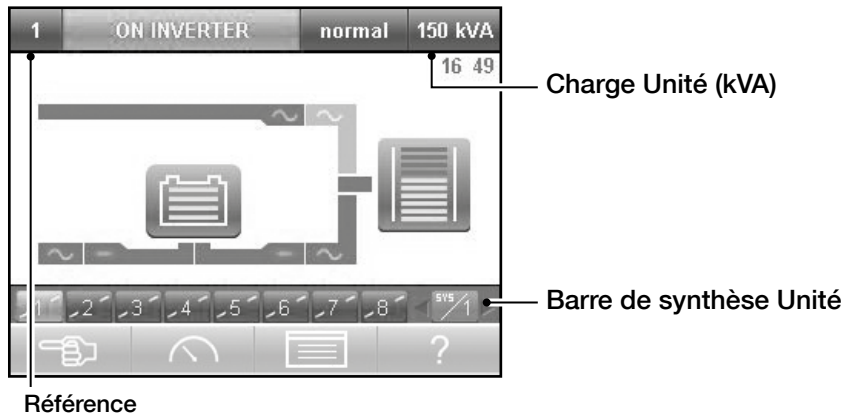 1 ON INVERTER normal 150 kVA
16 49
Charge Unité (kVA)
1 2 3 4 5 6 7 8 SYS/1
Barre de synthèse Unité
?
Référence